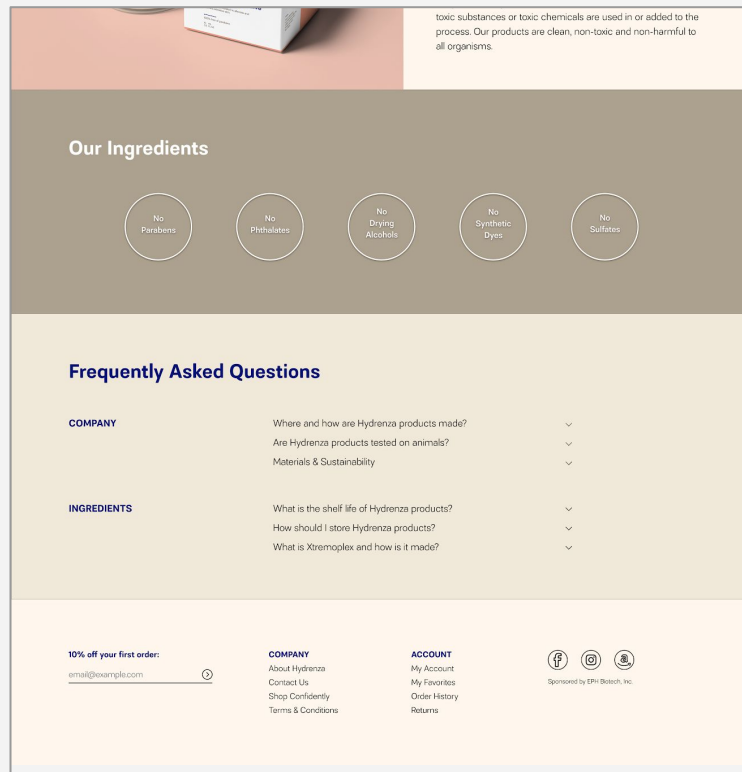 toxic substances or toxic chemicals are used in or added to the
process. Our products are clean, non-toxic and non-harmful to
all organisms.
Our Ingredients
No
Parabens
No
Phthalates
No
Drying
Alcohols
No
Synthetic
Dyes
No
Sulfates
Frequently Asked Questions
COMPANY
Where and how are Hydrenza products made?
Are Hydrenza products tested on animals?
Materials & Sustainability
INGREDIENTS
What is the shelf life of Hydrenza products?
How should I store Hydrenza products?
What is Xtremoplex and how is it made?
10% off your first order:
email@example.com
COMPANY
About Hydrenza
Contact Us
Shop Confidently
Terms & Conditions
ACCOUNT
My Account
My Favorites
Order History
Returns
Sponsored by EPH Biotech, Inc.